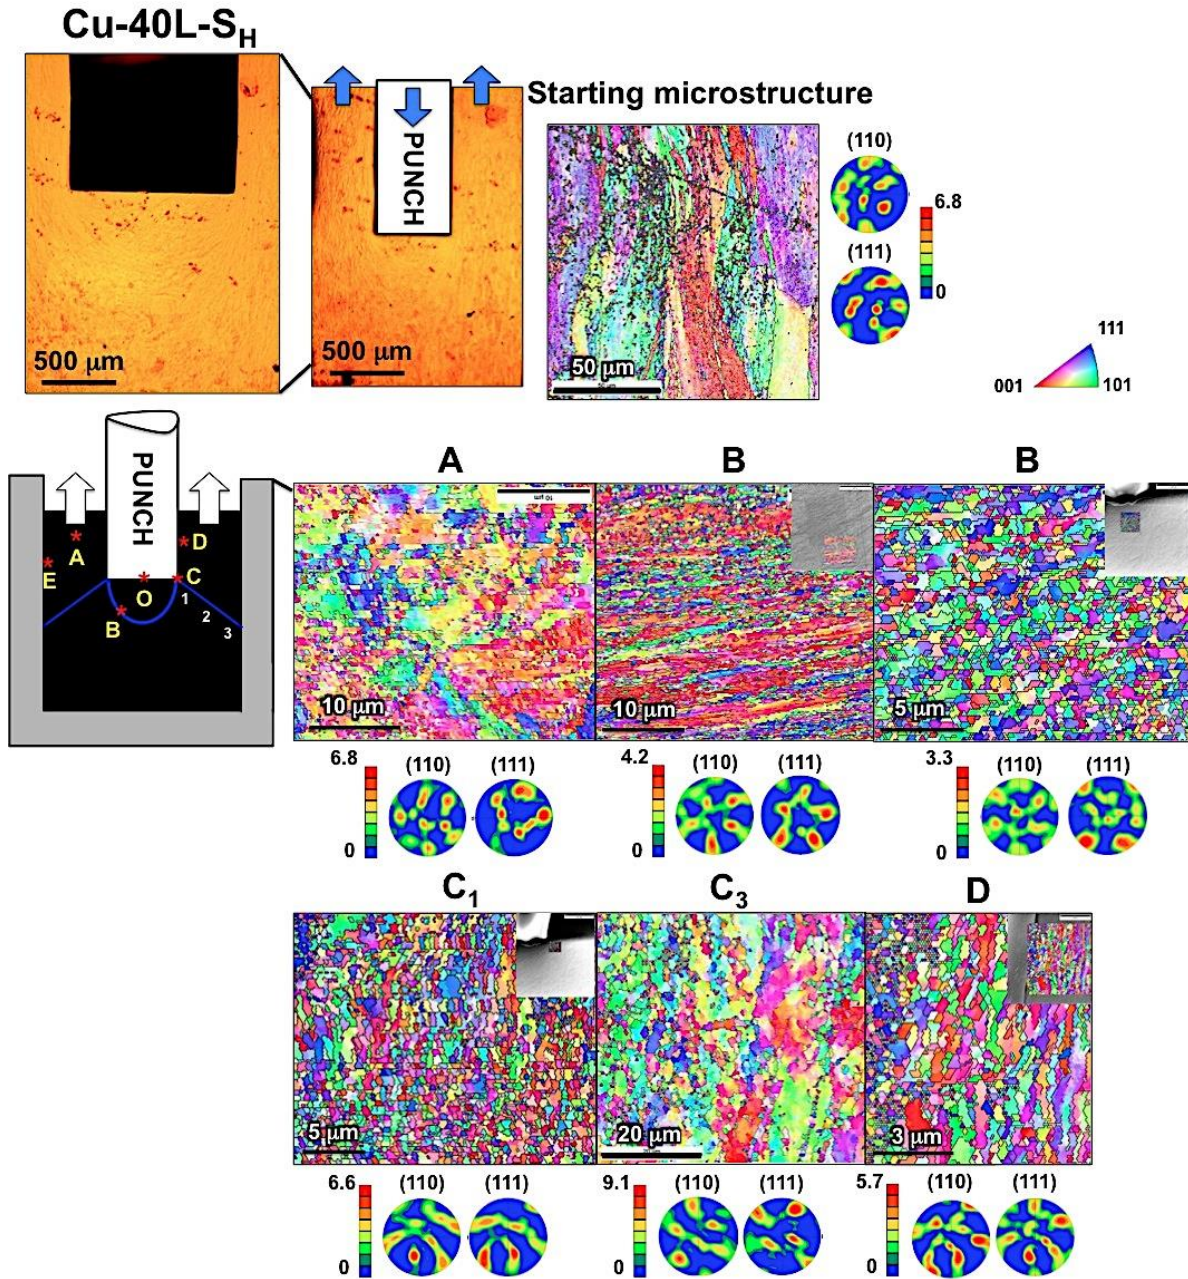 Cu-40L-SH
PUNCH
500 μm
500 μm
Starting microstructure
50 μm
(110)
(111)
6.8
0
111
001
101
PUNCH
A
D
E
C
O
B
1
2
3
A
B
B
10 μm
10 μm
10 μm
5 μm
6.8
0
(110)
(111)
4.2
0
(110)
(111)
3.3
0
(110)
(111)
C1
C3
D
5 μm
20 μm
3 μm
6.6
0
(110)
(111)
9.1
0
(110)
(111)
5.7
0
(110)
(111)